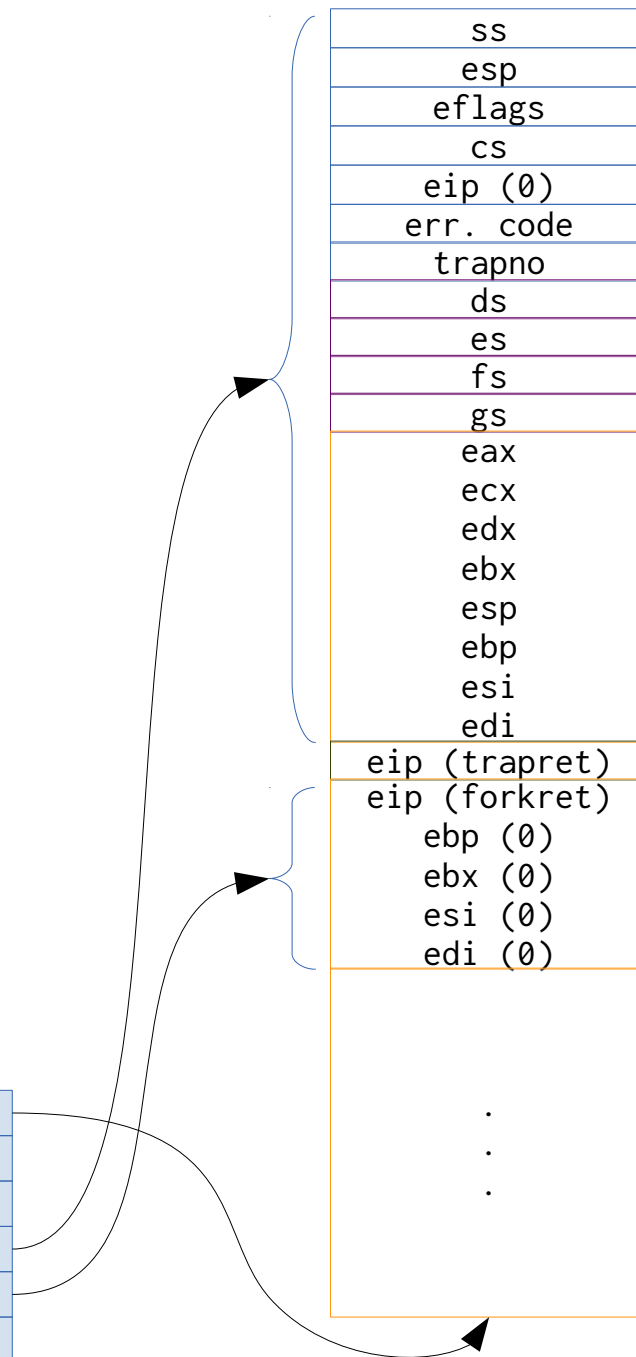 ss
esp
eflags
cs
eip (0)
err. code
trapno
ds
es
fs
gs
eax
ecx
edx
ebx
esp
ebp
esi
edi
eip (trapret)
eip (forkret)
ebp (0)
ebx (0)
esi (0)
edi (0)
.
.
.